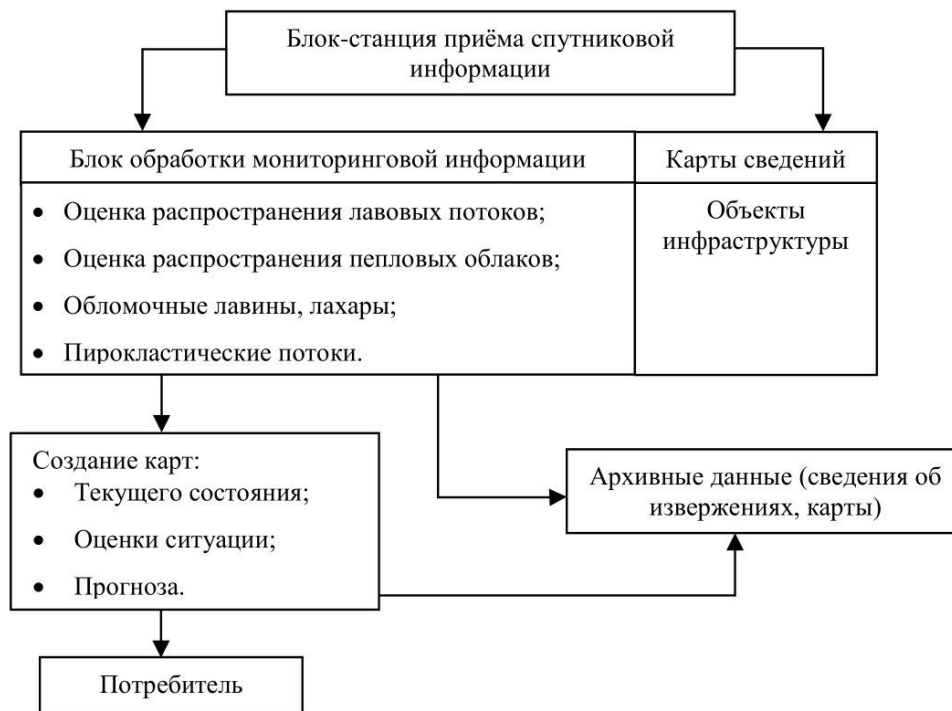 Блок-станция приёма спутниковой
информации
Блок обработки мониторинговой информации
Карты сведений
• Оценка распространения лавовых потоков;
• Оценка распространения пепловых облаков;
• Обломочные лавины, лахары;
• Пирокластические потоки.
Объекты
инфраструктуры
Создание карт:
• Текущего состояния;
• Оценки ситуации;
• Прогноза.
Архивные данные (сведения об
извержениях, карты)
Потребитель